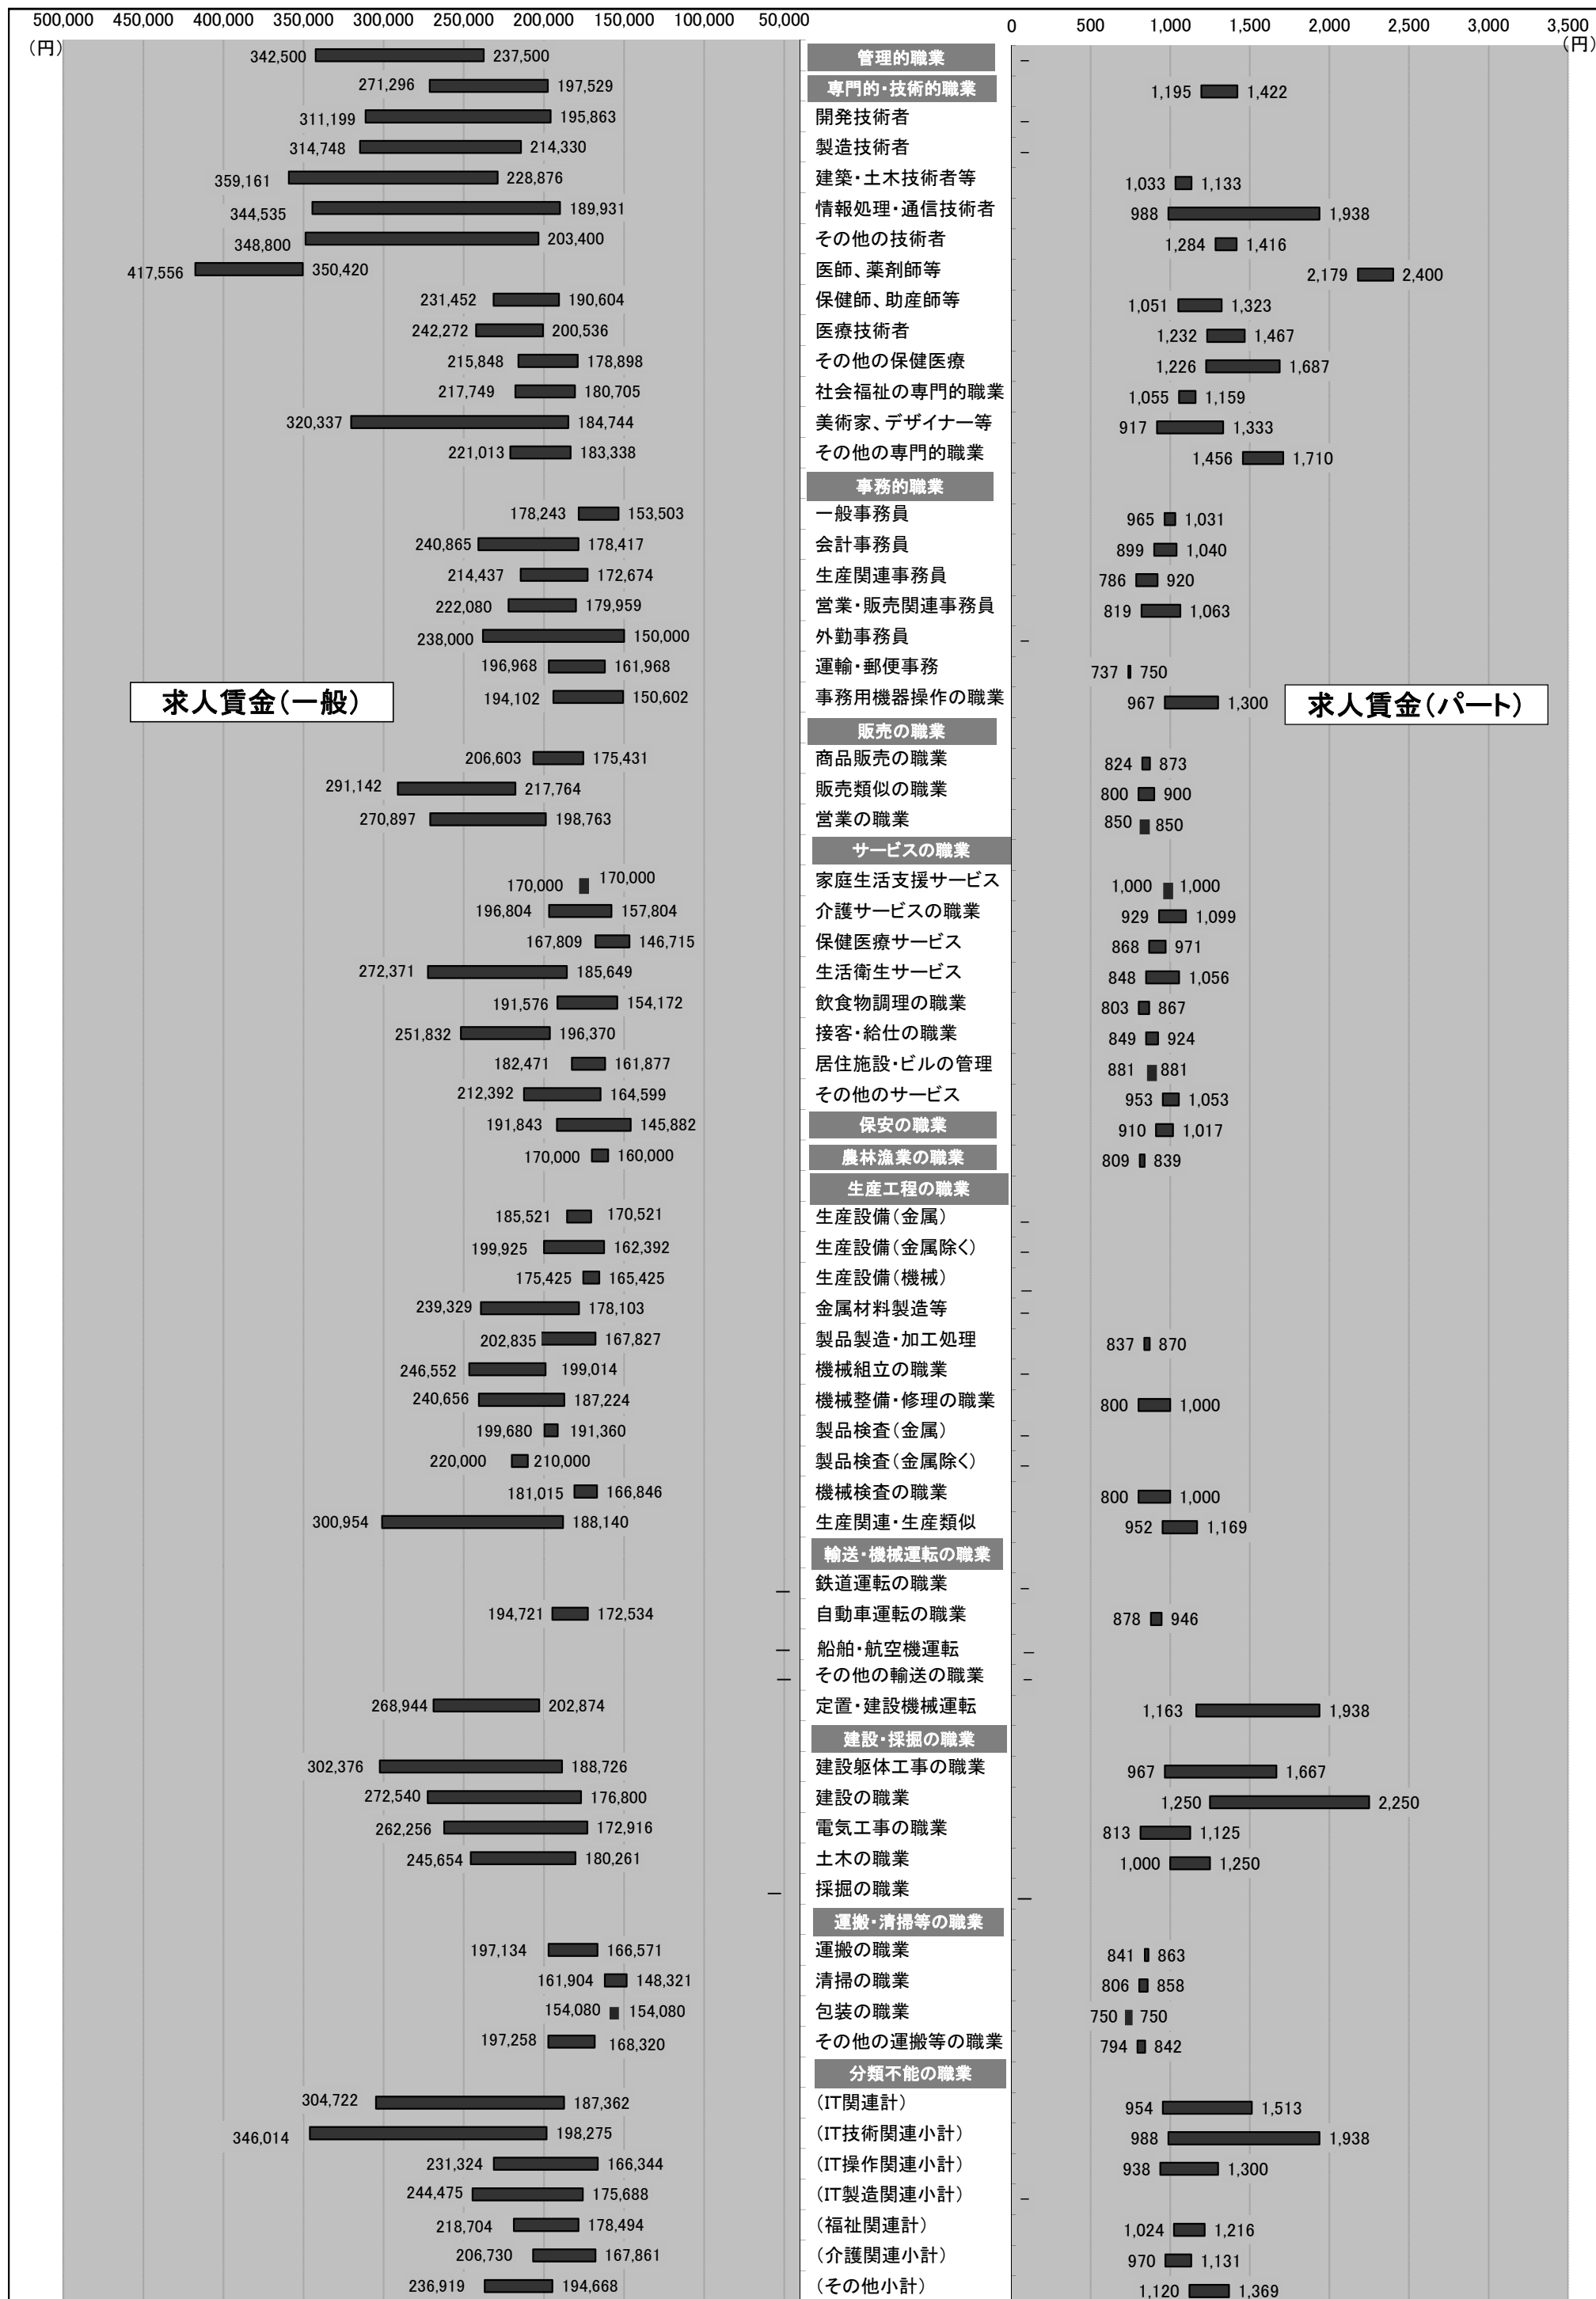 500,000 450,000 400,000 350,000 300,000 250,000 200,000 150,000 100,000 50,000 0 500 1,000 1,500 2,000 2,500 3,000 3,500
(円) (円)
342,500 237,500 管理的職業 –
271,296 197,529 専門的・技術的職業 1,195 1,422
311,199 195,863 開発技術者 –
314,748 214,330 製造技術者 –
359,161 228,876 建築・土木技術者等 1,033 1,133
344,535 189,931 情報処理・通信技術者 988 1,938
348,800 203,400 その他の技術者 1,284 1,416
417,556 350,420 医師、薬剤師等 2,179 2,400
231,452 190,604 保健師、助産師等 1,051 1,323
242,272 200,536 医療技術者 1,232 1,467
215,848 178,898 その他の保健医療 1,226 1,687
217,749 180,705 社会福祉の専門的職業 1,055 1,159
320,337 184,744 美術家、デザイナー等 917 1,333
221,013 183,338 その他の専門的職業 1,456 1,710
事務的職業
178,243 153,503 一般事務員 965 1,031
240,865 178,417 会計事務員 899 1,040
214,437 172,674 生産関連事務員 786 920
222,080 179,959 営業・販売関連事務員 819 1,063
238,000 150,000 外勤事務員 –
196,968 161,968 運輸・郵便事務 737 750
求人賃金(一般) 194,102 150,602 事務用機器操作の職業 967 1,300 求人賃金(パート)
販売の職業
206,603 175,431 商品販売の職業 824 873
291,142 217,764 販売類似の職業 800 900
270,897 198,763 営業の職業 850 850
サービスの職業
170,000 170,000 家庭生活支援サービス 1,000 1,000
196,804 157,804 介護サービスの職業 929 1,099
167,809 146,715 保健医療サービス 868 971
272,371 185,649 生活衛生サービス 848 1,056
191,576 154,172 飲食物調理の職業 803 867
251,832 196,370 接客・給仕の職業 849 924
182,471 161,877 居住施設・ビルの管理 881 881
212,392 164,599 その他のサービス 953 1,053
191,843 145,882 保安の職業 910 1,017
170,000 160,000 農林漁業の職業 809 839
生産工程の職業
185,521 170,521 生産設備(金属) –
199,925 162,392 生産設備(金属除く) –
175,425 165,425 生産設備(機械) –
239,329 178,103 金属材料製造等 –
202,835 167,827 製品製造・加工処理 837 870
246,552 199,014 機械組立の職業 –
240,656 187,224 機械整備・修理の職業 800 1,000
199,680 191,360 製品検査(金属) –
220,000 210,000 製品検査(金属除く) –
181,015 166,846 機械検査の職業 800 1,000
300,954 188,140 生産関連・生産類似 952 1,169
輸送・機械運転の職業
– 鉄道運転の職業 –
194,721 172,534 自動車運転の職業 878 946
– 船舶・航空機運転 –
– その他の輸送の職業 –
268,944 202,874 定置・建設機械運転 1,163 1,938
建設・採掘の職業
302,376 188,726 建設躯体工事の職業 967 1,667
272,540 176,800 建設の職業 1,250 2,250
262,256 172,916 電気工事の職業 813 1,125
245,654 180,261 土木の職業 1,000 1,250
– 採掘の職業 –
運搬・清掃等の職業
197,134 166,571 運搬の職業 841 863
161,904 148,321 清掃の職業 806 858
154,080 154,080 包装の職業 750 750
197,258 168,320 その他の運搬等の職業 794 842
分類不能の職業
304,722 187,362 (IT関連計) 954 1,513
346,014 198,275 (IT技術関連小計) 988 1,938
231,324 166,344 (IT操作関連小計) 938 1,300
244,475 175,688 (IT製造関連小計) –
218,704 178,494 (福祉関連計) 1,024 1,216
206,730 167,861 (介護関連小計) 970 1,131
236,919 194,668 (その他小計) 1,120 1,369